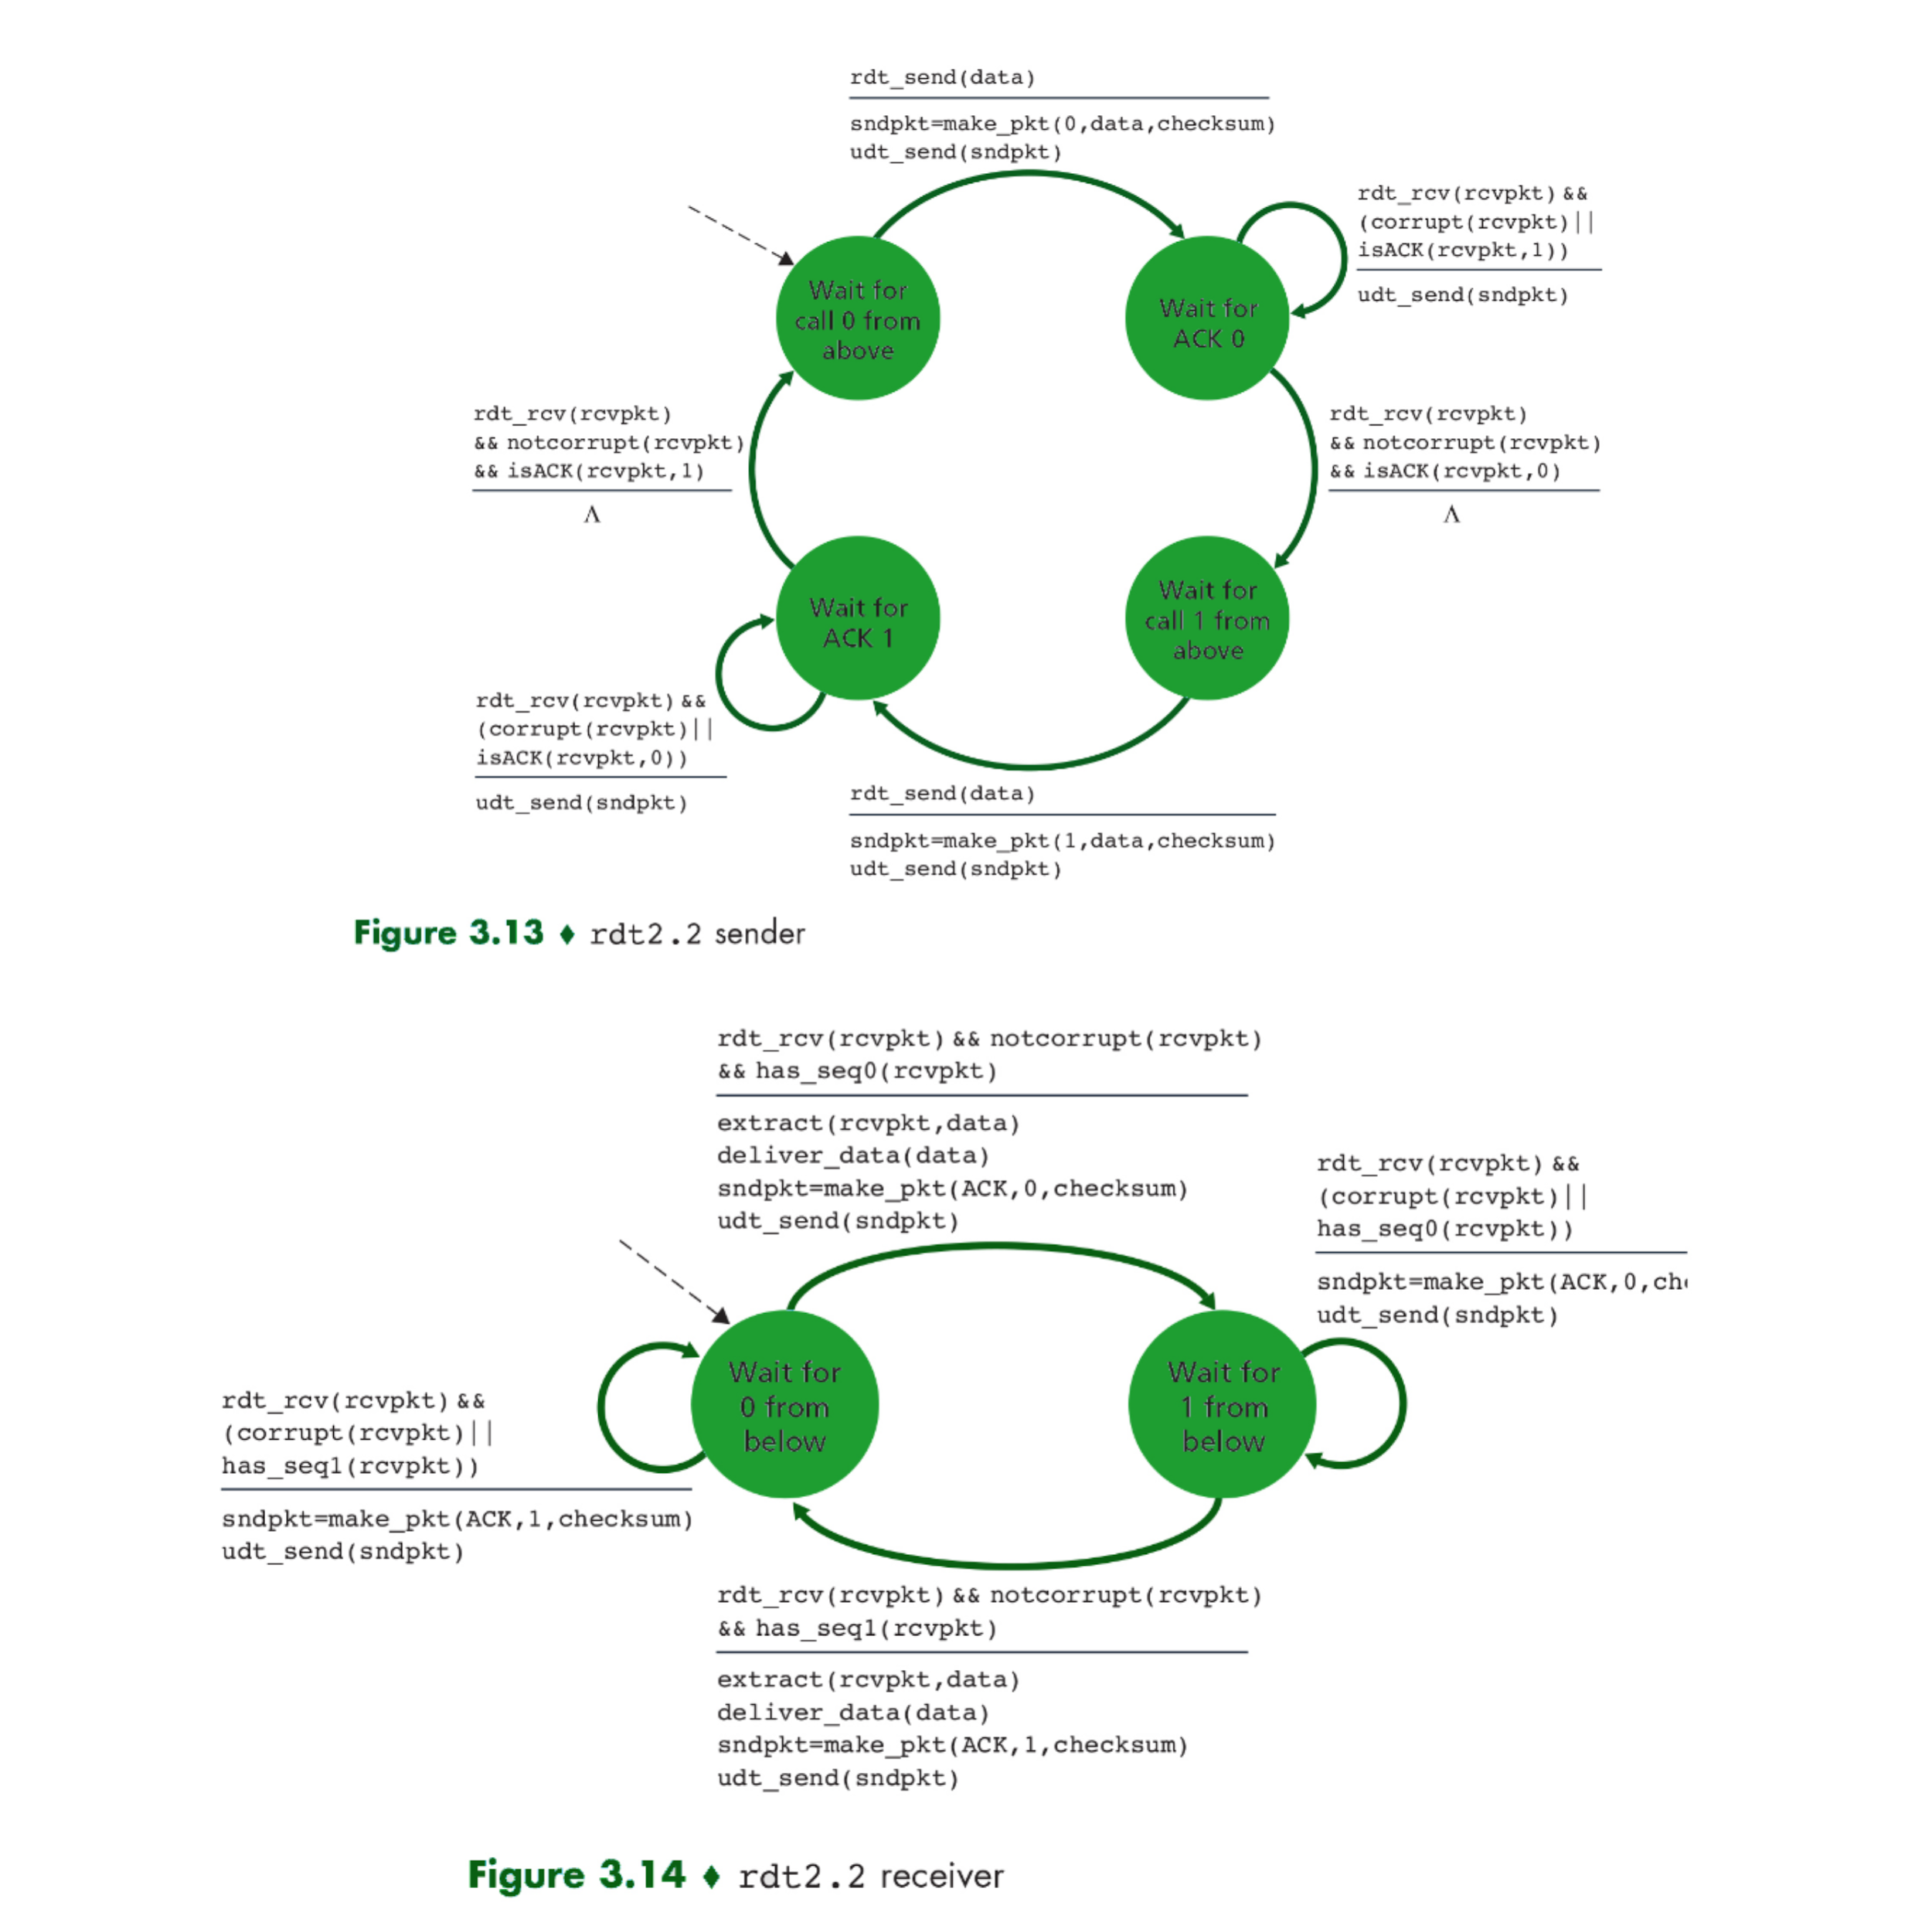 rdt_send(data)
sndpkt=make_pkt(0,data,checksum)
udt_send(sndpkt)
rdt_rcv(rcvpkt) &&
(corrupt(rcvpkt)||
isACK(rcvpkt,1))
udt_send(sndpkt)
Wait for
call 0 from
above
Wait for
ACK 0
rdt_rcv(rcvpkt)
&& notcorrupt(rcvpkt)
&& isACK(rcvpkt,1)
Λ
rdt_rcv(rcvpkt)
&& notcorrupt(rcvpkt)
&& isACK(rcvpkt,0)
Λ
Wait for
ACK 1
Wait for
call 1 from
above
rdt_rcv(rcvpkt) &&
(corrupt(rcvpkt)||
isACK(rcvpkt,0))
udt_send(sndpkt)
rdt_send(data)
sndpkt=make_pkt(1,data,checksum)
udt_send(sndpkt)
Figure 3.13 ♦ rdt2.2 sender
rdt_rcv(rcvpkt) && notcorrupt(rcvpkt)
&& has_seq0(rcvpkt)
extract(rcvpkt,data)
deliver_data(data)
sndpkt=make_pkt(ACK,0,checksum)
udt_send(sndpkt)
rdt_rcv(rcvpkt) &&
(corrupt(rcvpkt)||
has_seq0(rcvpkt))
sndpkt=make_pkt(ACK,0,ch
udt_send(sndpkt)
Wait for
0 from
below
Wait for
1 from
below
rdt_rcv(rcvpkt) &&
(corrupt(rcvpkt)||
has_seq1(rcvpkt))
sndpkt=make_pkt(ACK,1,checksum)
udt_send(sndpkt)
rdt_rcv(rcvpkt) && notcorrupt(rcvpkt)
&& has_seq1(rcvpkt)
extract(rcvpkt,data)
deliver_data(data)
sndpkt=make_pkt(ACK,1,checksum)
udt_send(sndpkt)
Figure 3.14 ♦ rdt2.2 receiver